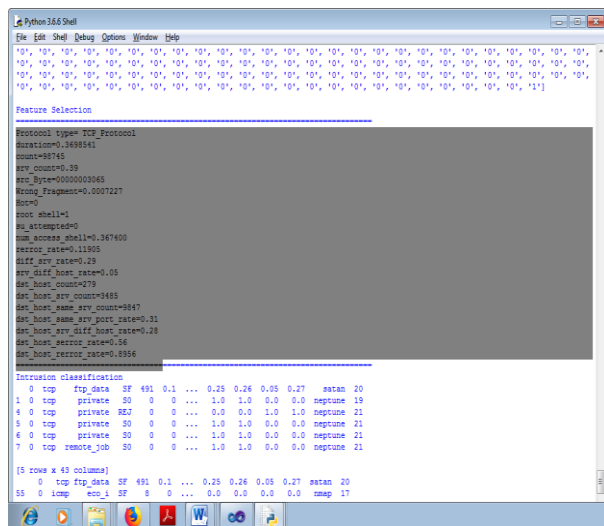 Python 3.6.6 Shell
File Edit Shell Debug Options Window Help
'0', '0', '0', '0', '0', '0', '0', '0', '0', '0', '0', '0', '0', '0', '0', '0', '0', '0', '0', '0', '0', '0', '0', '0', '0', '0',
'0', '0', '0', '0', '0', '0', '0', '0', '0', '0', '0', '0', '0', '0', '0', '0', '0', '0', '0', '0', '0', '0', '0', '0', '0', '0',
'0', '0', '0', '0', '0', '0', '0', '0', '0', '0', '0', '0', '0', '0', '0', '0', '0', '0', '0', '0', '0', '0', '0', '0', '0', '0',
'0', '0', '0', '0', '0', '0', '0', '0', '0', '0', '0', '0', '0', '0', '0', '0', '0', '0', '0', '0', '0', '0', '0', '1']
Feature Selection
================================================================================
Protocol type= TCP_Protocol
duration=0.3698541
count=98745
srv_count=0.39
src_Byte=00000003065
Wrong_Fragment=0.0007227
Hot=0
root shell=1
su_attempted=0
num_access_shell=0.367400
rerror_rate=0.11905
diff_srv_rate=0.29
srv_diff_host_rate=0.05
dst_host_count=279
dst_host_srv_count=3485
dst_host_same_srv_count=9847
dst_host_same_srv_port_rate=0.31
dst_host_srv_diff_host_rate=0.28
dst_host_serror_rate=0.56
dst_host_rerror_rate=0.8956
================================================================================
Intrusion classification
0 tcp ftp_data SF 491 0.1 ... 0.25 0.26 0.05 0.27 satan 20
1 0 tcp private S0 0 0 ... 1.0 1.0 0.0 0.0 neptune 19
4 0 tcp private REJ 0 0 ... 0.0 0.0 1.0 1.0 neptune 21
5 0 tcp private S0 0 0 ... 1.0 1.0 0.0 0.0 neptune 21
6 0 tcp private S0 0 0 ... 1.0 1.0 0.0 0.0 neptune 21
7 0 tcp remote_job S0 0 0 ... 1.0 1.0 0.0 0.0 neptune 21
[5 rows x 43 columns]
0 tcp ftp_data SF 491 0.1 ... 0.25 0.26 0.05 0.27 satan 20
55 0 icmp eco_i SF 8 0 ... 0.0 0.0 0.0 0.0 nmap 17